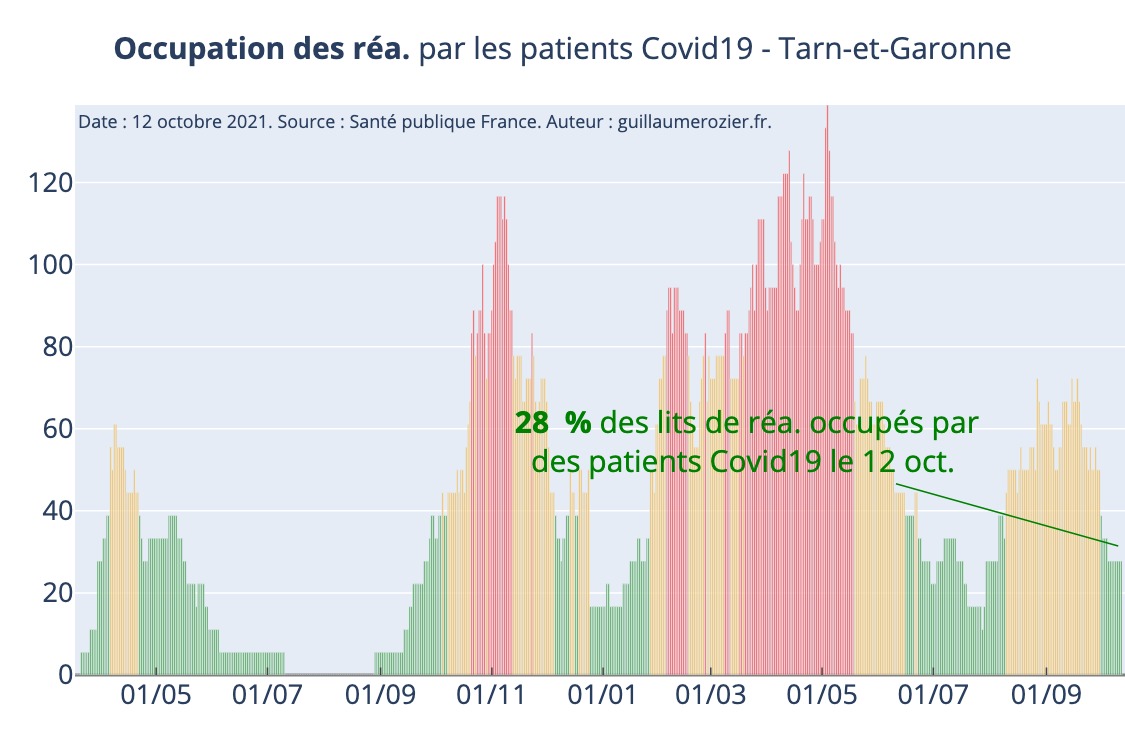 Occupation des réa. par les patients Covid19 - Tarn-et-Garonne
Date : 12 octobre 2021. Source : Santé publique France. Auteur : guillaumerozier.fr.
120
100
80
60
40
20
0
28 % des lits de réa. occupés par
des patients Covid19 le 12 oct.
01/05 01/07 01/09 01/11 01/01 01/03 01/05 01/07 01/09